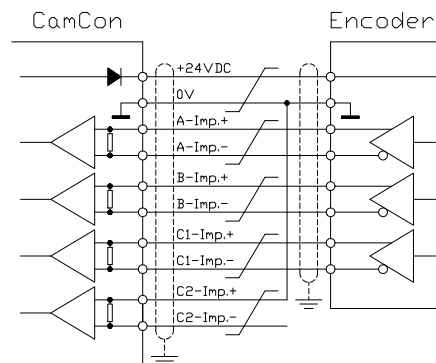 CamCon Encoder
+24VDC
0V
A-Imp.+
A-Imp.-
B-Imp.+
B-Imp.-
C1-Imp.+
C1-Imp.-
C2-Imp.+
C2-Imp.-